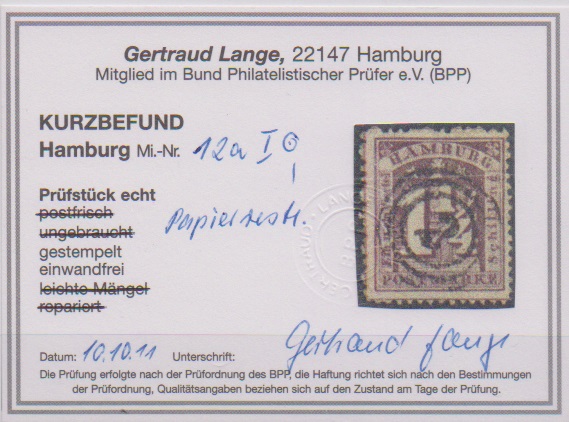 Gertraud Lange, 22147 Hamburg
Mitglied im Bund Philatelistischer Prüfer e.V. (BPP)
KURZBEFUND
Hamburg Mi.-Nr. 12a I
Papierrestr.
Prüfstück echt
postfrisch
ungebraucht
gestempelt
einwandfrei
leichte Mängel
repariert
HAMBURG
POSTMARKE
Datum: 10.10.11 Unterschrift: Gertraud Lange
Die Prüfung erfolgte nach der Prüfordnung des BPP, die Haftung richtet sich nach den Bestimmungen
der Prüfordnung, Qualitätsangaben beziehen sich auf den Zustand am Tage der Prüfung.